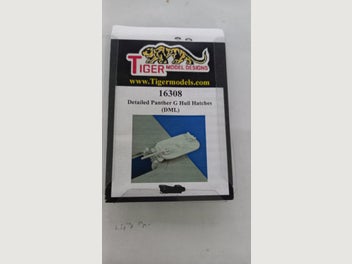 TIGER MODEL DESIGNS
www.Tigermodels.com
16308
Detailed Panther G Hull Hatches
(DML)